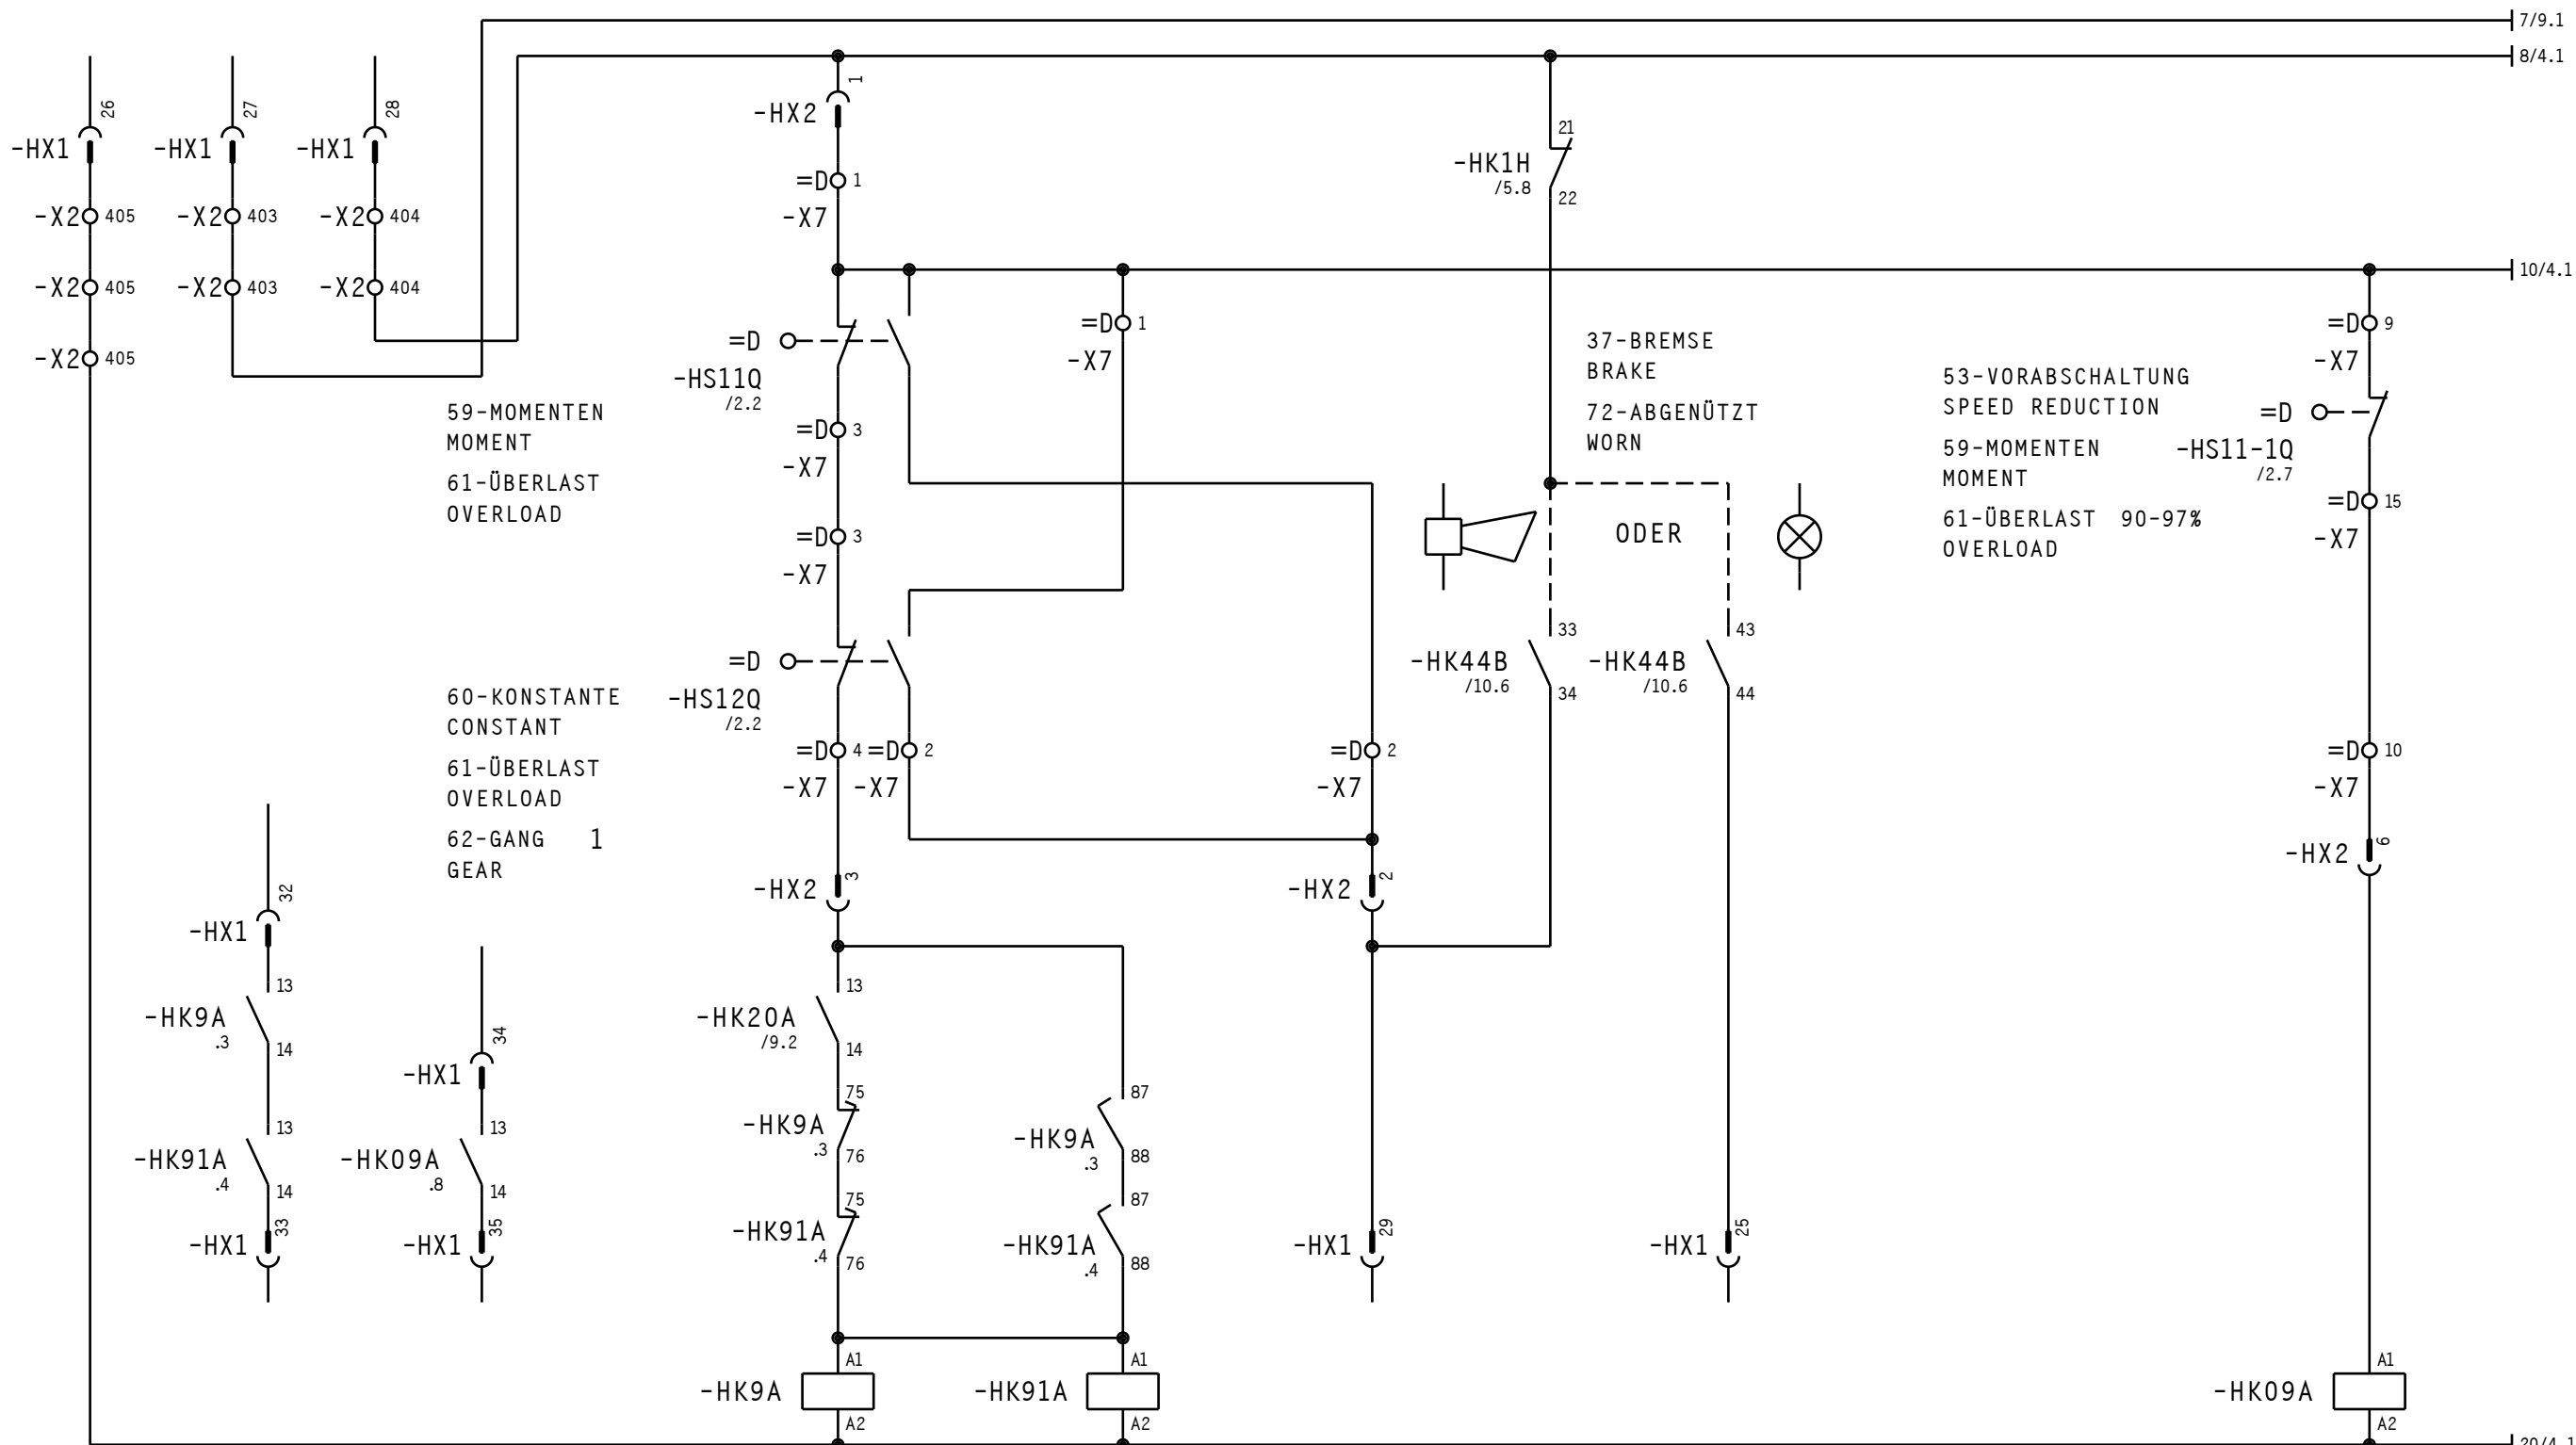 7/9.1
8/4.1
26
27
28
1
-HX1
-HX1
-HX1
-HX2
21
-HK1H
/5.8
22
=D 1
-X7
-X2 405
-X2 403
-X2 404
10/4.1
-X2 405
-X2 403
-X2 404
-X2 405
=D
-HS11Q
/2.2
=D 1
-X7
37-BREMSE
BRAKE
72-ABGENÜTZT
WORN
=D 9
-X7
53-VORABSCHALTUNG
SPEED REDUCTION
59-MOMENTEN
MOMENT
61-ÜBERLAST 90-97%
OVERLOAD
=D
-HS11-1Q
/2.7
=D 15
-X7
59-MOMENTEN
MOMENT
61-ÜBERLAST
OVERLOAD
=D 3
-X7
=D 3
-X7
ODER
=D
-HS12Q
/2.2
33
-HK44B
/10.6
34
43
-HK44B
/10.6
44
60-KONSTANTE
CONSTANT
61-ÜBERLAST
OVERLOAD
62-GANG 1
GEAR
=D 4
-X7
=D 2
-X7
=D 2
-X7
=D 10
-X7
6
-HX2
3
-HX2
2
-HX2
32
-HX1
13
-HK9A
.3
14
34
-HX1
13
-HK20A
/9.2
14
75
-HK9A
.3
76
87
-HK9A
.3
88
13
-HK91A
.4
14
13
-HK09A
.8
14
75
-HK91A
.4
76
87
-HK91A
.4
88
33
-HX1
35
-HX1
29
-HX1
25
-HX1
A1
-HK9A
A2
A1
-HK91A
A2
A1
-HK09A
A2
20/4.1